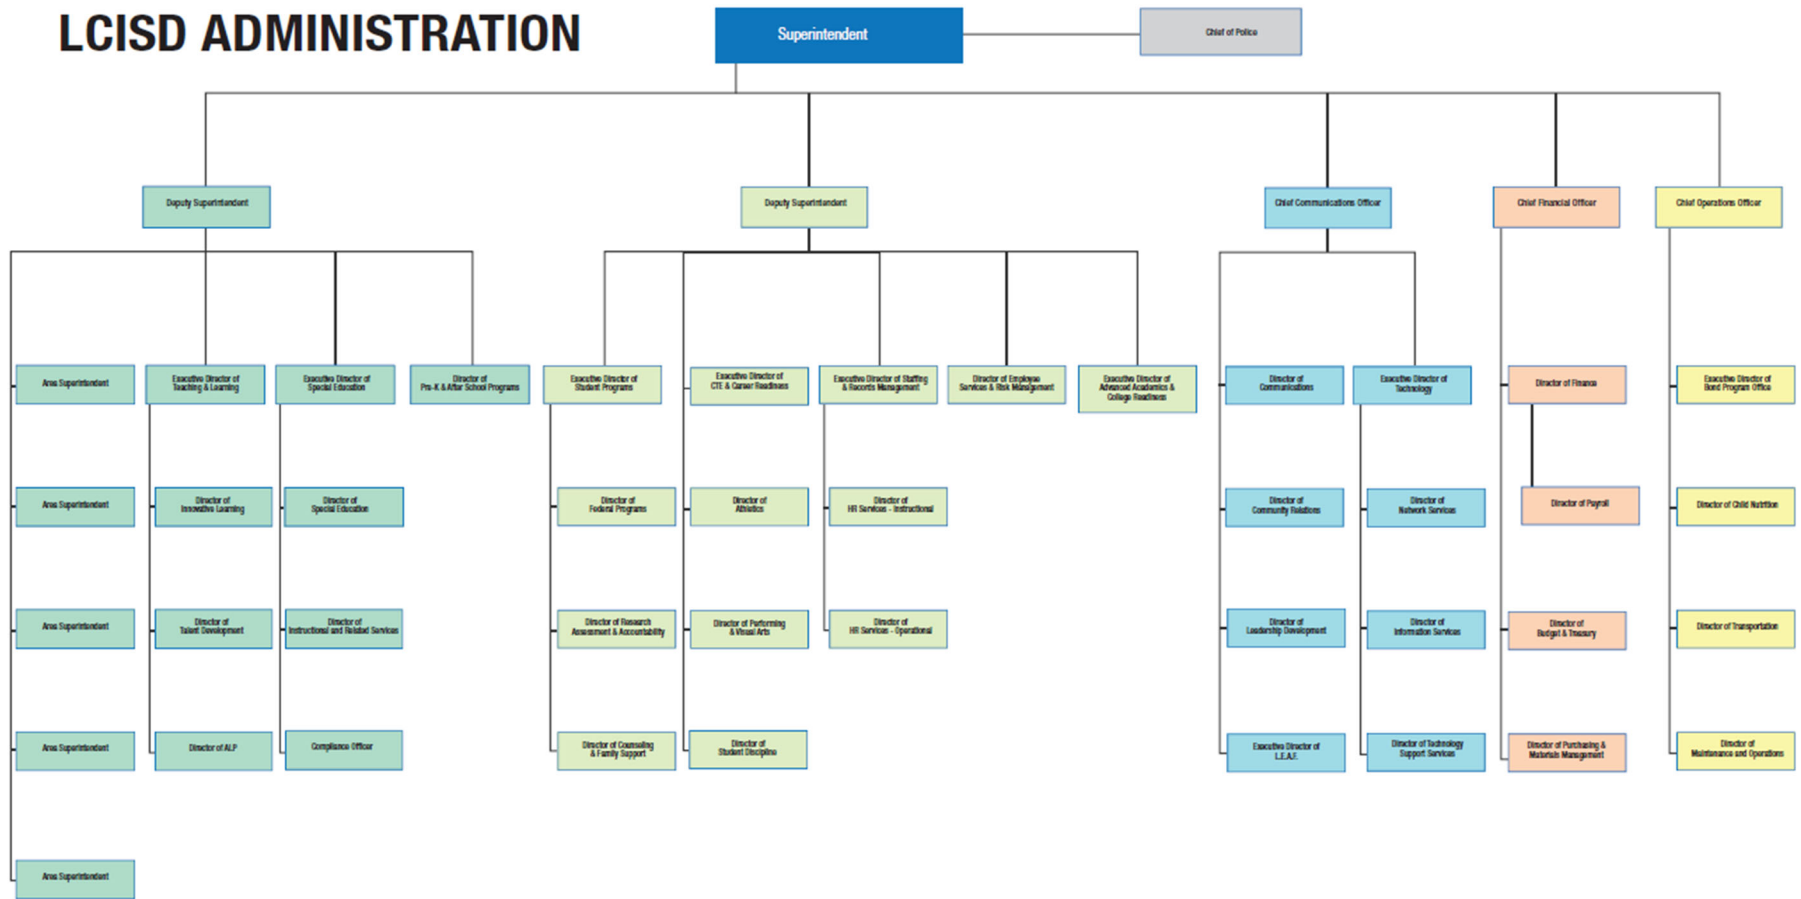 LCISD ADMINISTRATION
Superintendent
Chief of Police
Deputy Superintendent
Deputy Superintendent
Chief Communications Officer
Chief Financial Officer
Chief Operations Officer
Area Superintendent
Executive Director of
Teaching & Learning
Executive Director of
Special Education
Director of
Pre-K & After School Programs
Executive Director of
Student Programs
Executive Director of
CTE & Career Readiness
Executive Director of Staffing
& Records Management
Director of Employee
Services & Risk Management
Executive Director of
Advanced Academics &
College Readiness
Director of
Communications
Executive Director of
Technology
Director of Finance
Executive Director of
Bond Program Office
Area Superintendent
Director of
Innovative Learning
Director of
Special Education
Director of
Federal Programs
Director of
Athletics
Director of
HR Services - Instructional
Director of
Community Relations
Director of
Network Services
Director of Payroll
Director of Child Nutrition
Area Superintendent
Director of
Talent Development
Director of
Instructional and Related Services
Director of Research
Assessment & Accountability
Director of Performing
& Visual Arts
Director of
HR Services - Operational
Director of
Leadership Development
Director of
Information Services
Director of
Budget & Treasury
Director of Transportation
Area Superintendent
Director of ALP
Compliance Officer
Director of Counseling
& Family Support
Director of
Student Discipline
Executive Director of
L.E.A.F.
Director of Technology
Support Services
Director of Purchasing &
Materials Management
Director of
Maintenance and Operations
Area Superintendent